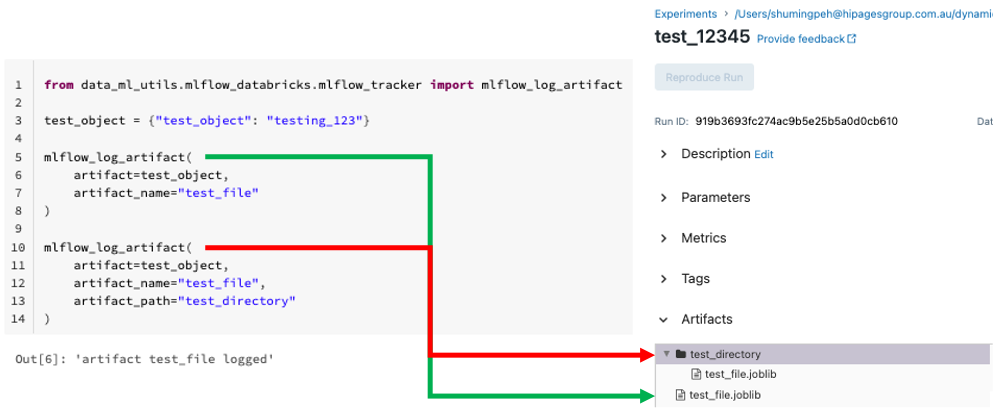 1 from data_ml_utils.mlflow_databricks.mlflow_tracker import mlflow_log_artifact
2
3 test_object = {"test_object": "testing_123"}
4
5 mlflow_log_artifact(
6     artifact=test_object,
7     artifact_name="test_file"
8 )
9
10 mlflow_log_artifact(
11     artifact=test_object,
12     artifact_name="test_file",
13     artifact_path="test_directory"
14 )
Out[6]: 'artifact test_file logged'
Experiments > /Users/shumingpeh@hipagesgroup.com.au/dynamic
test_12345 Provide feedback
Reproduce Run
Run ID: 919b3693fc274ac9b5e25b5a0d0cb610 Dat
Description Edit
Parameters
Metrics
Tags
Artifacts
test_directory
test_file.joblib
test_file.joblib